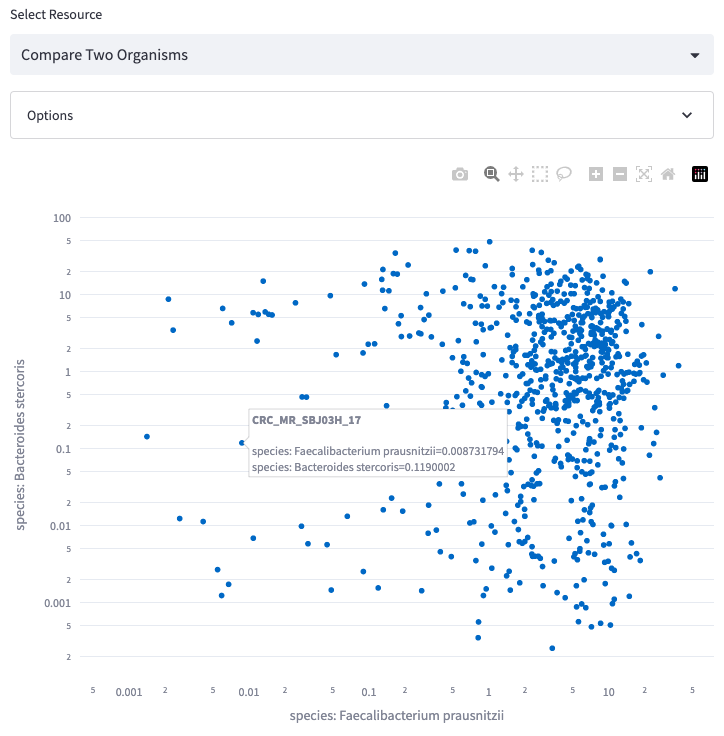 Select Resource
Compare Two Organisms
Options
100
5
2
10
5
2
1
5
2
0.1
5
2
0.01
5
2
0.001
5
2
species: Bacteroides stercoris
CRC_MR_SBJ03H_17
species: Faecalibacterium prausnitzii=0.008731794
species: Bacteroides stercoris=0.1190002
5 0.001 2 5 0.01 2 5 0.1 2 5 1 2 5 10 2 5
species: Faecalibacterium prausnitzii